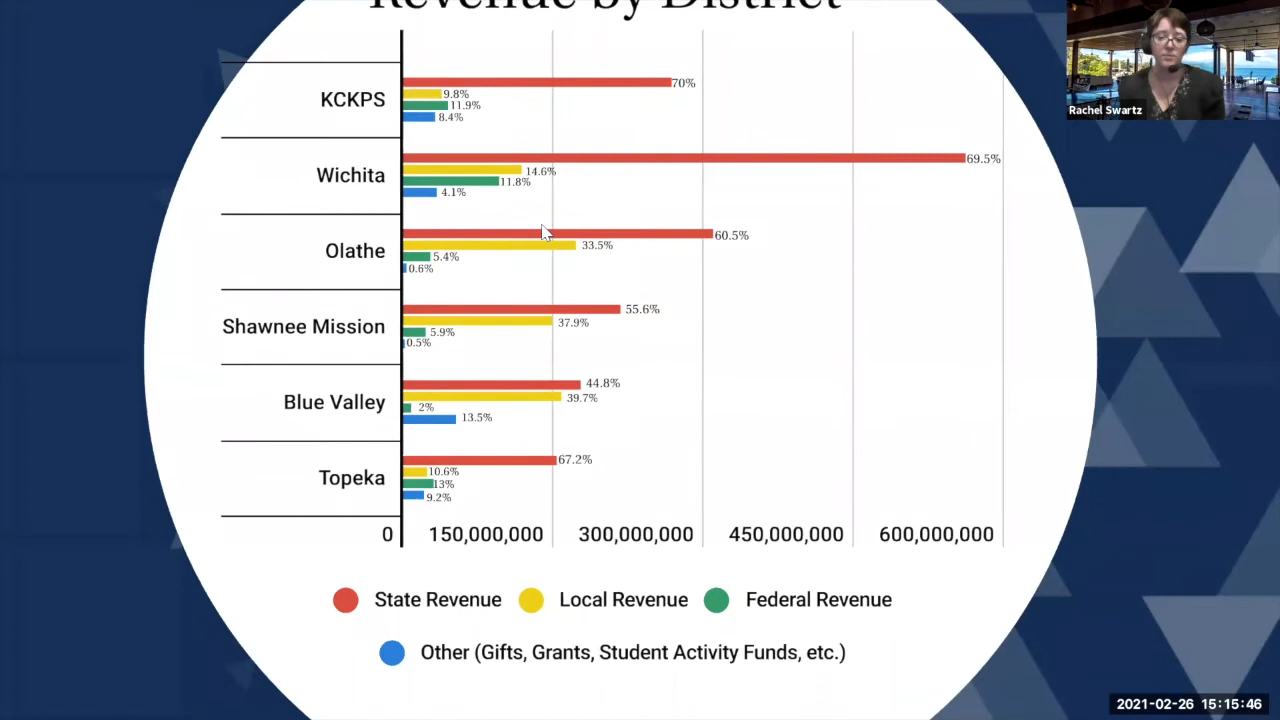 Revenue by District
Rachel Swartz
KCKPS
70%
9.8%
11.9%
8.4%
Wichita
69.5%
14.6%
11.8%
4.1%
Olathe
60.5%
33.5%
5.4%
0.6%
Shawnee Mission
55.6%
37.9%
5.9%
0.5%
Blue Valley
44.8%
39.7%
2%
13.5%
Topeka
67.2%
10.6%
13%
9.2%
0 150,000,000 300,000,000 450,000,000 600,000,000
State Revenue Local Revenue Federal Revenue
Other (Gifts, Grants, Student Activity Funds, etc.)
2021-02-26 15:15:46